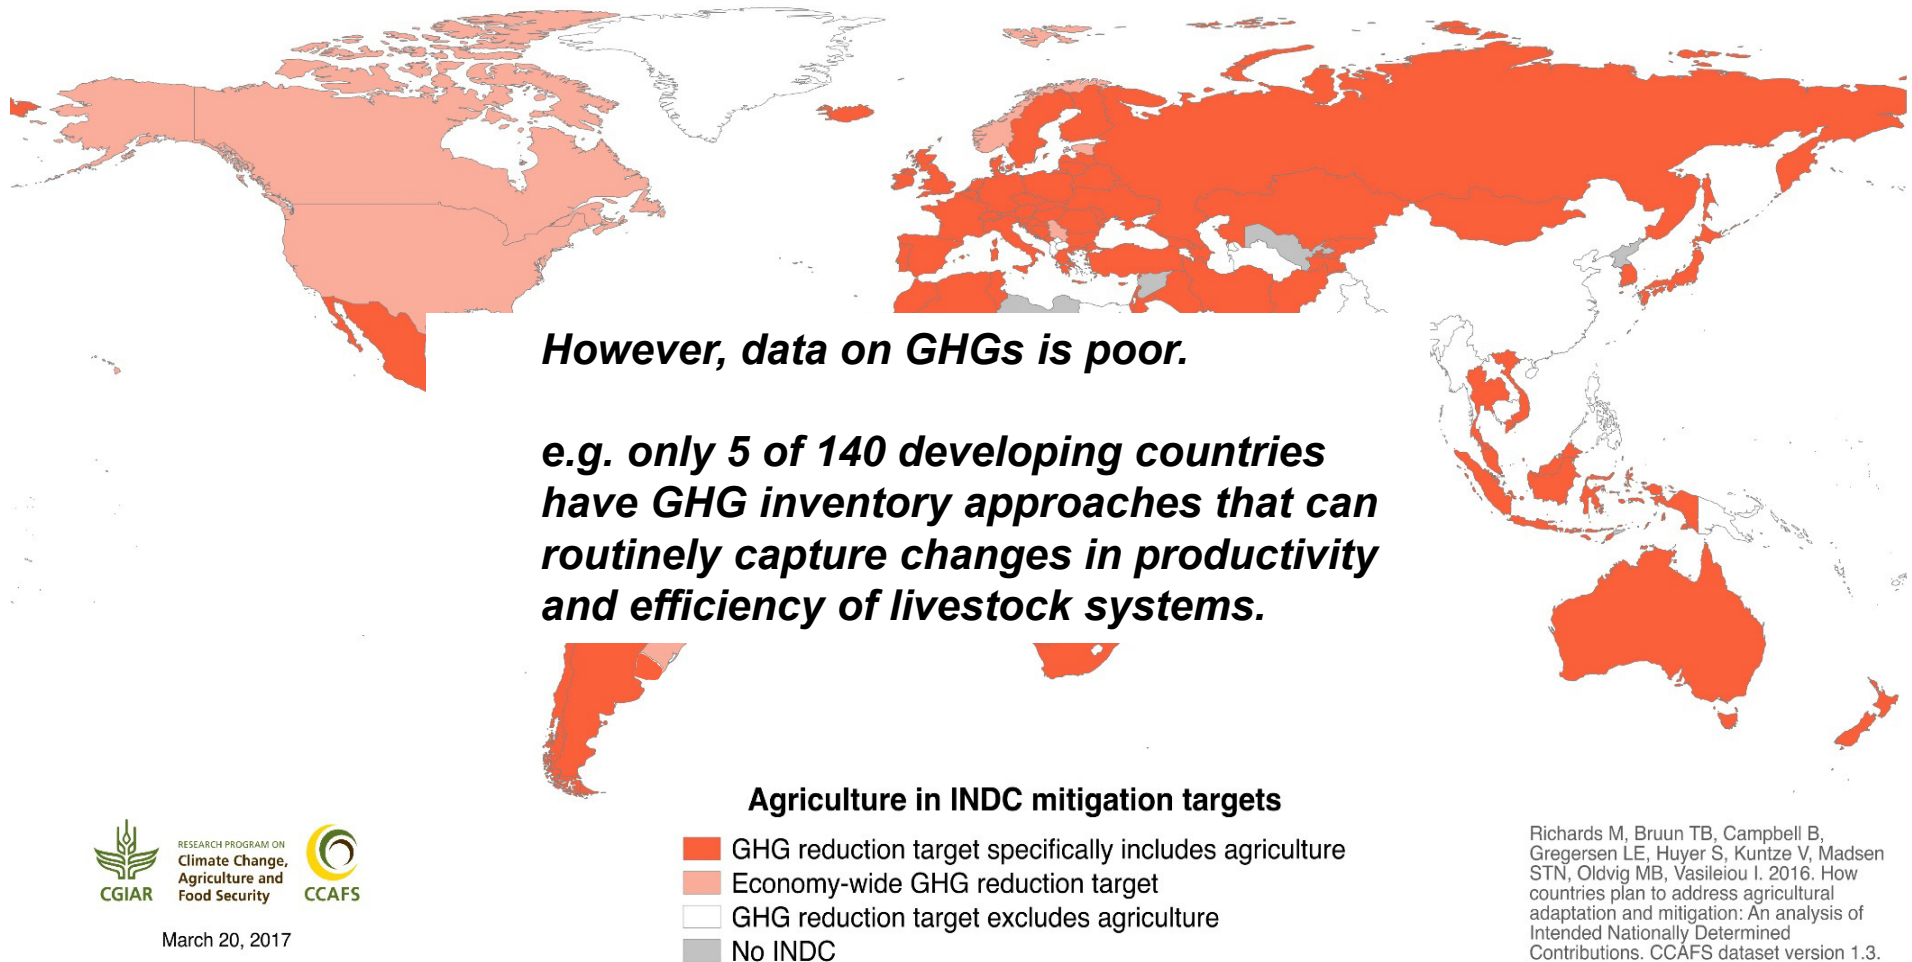 However, data on GHGs is poor.
e.g. only 5 of 140 developing countries
have GHG inventory approaches that can
routinely capture changes in productivity
and efficiency of livestock systems.
Agriculture in INDC mitigation targets
GHG reduction target specifically includes agriculture
Economy-wide GHG reduction target
GHG reduction target excludes agriculture
No INDC
CGIAR
RESEARCH PROGRAM ON
Climate Change,
Agriculture and
Food Security
CCAFS
March 20, 2017
Richards M, Bruun TB, Campbell B,
Gregersen LE, Huyer S, Kuntze V, Madsen
STN, Oldvig MB, Vasileiou I. 2016. How
countries plan to address agricultural
adaptation and mitigation: An analysis of
Intended Nationally Determined
Contributions. CCAFS dataset version 1.3.